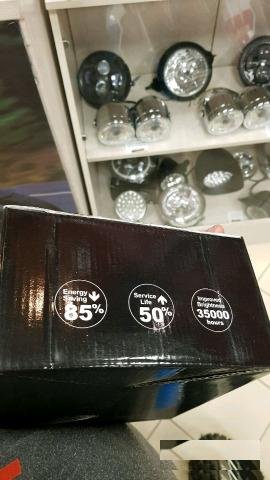 Energy
Saving
85%
Service
Life
50%
Improved
Brightness
35000
hours